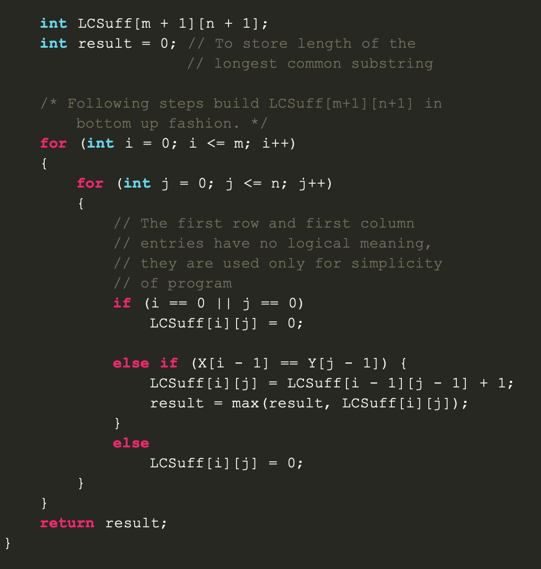 int LCSuff[m + 1][n + 1];
int result = 0; // To store length of the
// longest common substring
/* Following steps build LCSuff[m+1][n+1] in
bottom up fashion. */
for (int i = 0; i <= m; i++)
{
for (int j = 0; j <= n; j++)
{
// The first row and first column
// entries have no logical meaning,
// they are used only for simplicity
// of program
if (i == 0 || j == 0)
LCSuff[i][j] = 0;
else if (X[i - 1] == Y[j - 1]) {
LCSuff[i][j] = LCSuff[i - 1][j - 1] + 1;
result = max(result, LCSuff[i][j]);
}
else
LCSuff[i][j] = 0;
}
}
return result;
}